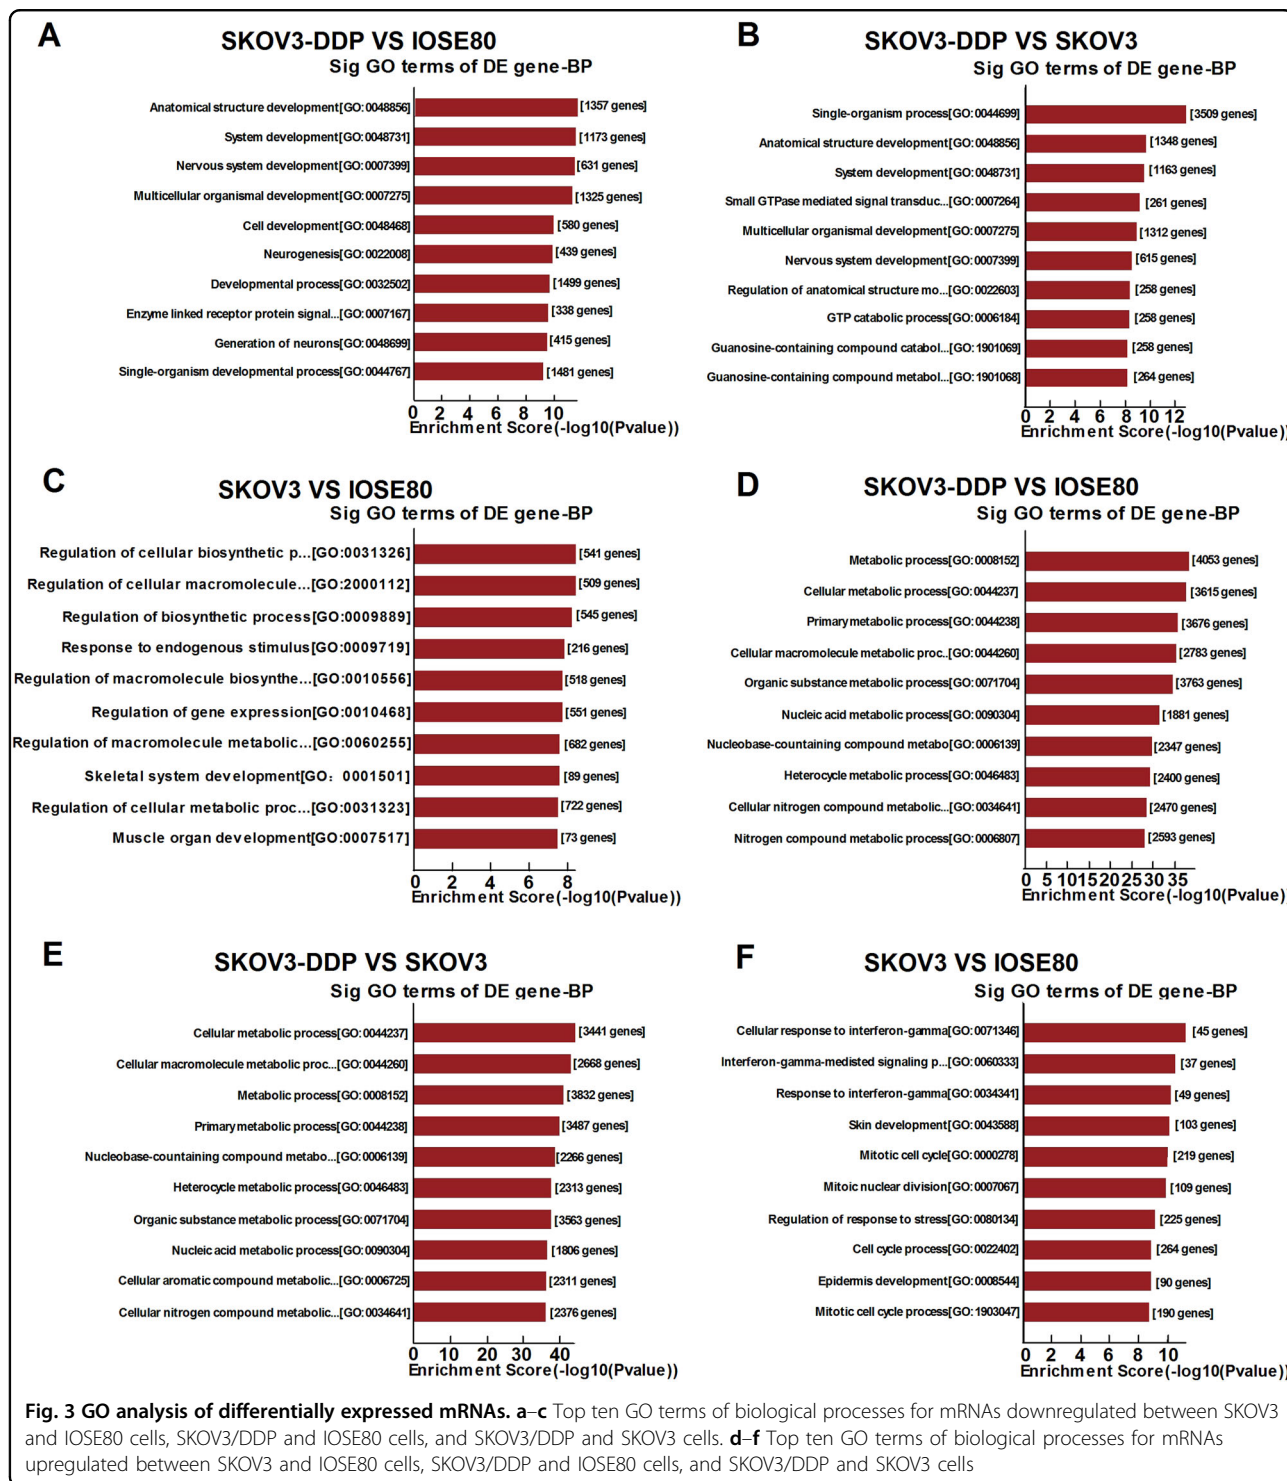 A
SKOV3-DDP VS IOSE80
Sig GO terms of DE gene-BP
Anatomical structure development[GO:0048856] [1357 genes]
System development[GO:0048731] [1173 genes]
Nervous system development[GO:0007399] [631 genes]
Multicellular organismal development[GO:0007275] [1325 genes]
Cell development[GO:0048468] [580 genes]
Neurogenesis[GO:0022008] [439 genes]
Developmental process[GO:0032502] [1499 genes]
Enzyme linked receptor protein signal...[GO:0007167] [338 genes]
Generation of neurons[GO:0048699] [415 genes]
Single-organism developmental process[GO:0044767] [1481 genes]
0 2 4 6 8 10
Enrichment Score(-log10(Pvalue))
B
SKOV3-DDP VS SKOV3
Sig GO terms of DE gene-BP
Single-organism process[GO:0044699] [3509 genes]
Anatomical structure development[GO:0048856] [1348 genes]
System development[GO:0048731] [1163 genes]
Small GTPase mediated signal transduc...[GO:0007264] [261 genes]
Multicellular organismal development[GO:0007275] [1312 genes]
Nervous system development[GO:0007399] [615 genes]
Regulation of anatomical structure mo...[GO:0022603] [258 genes]
GTP catabolic process[GO:0006184] [258 genes]
Guanosine-containing compound catabol...[GO:1901069] [258 genes]
Guanosine-containing compound metabol...[GO:1901068] [264 genes]
0 2 4 6 8 10 12
Enrichment Score(-log10(Pvalue))
C
SKOV3 VS IOSE80
Sig GO terms of DE gene-BP
Regulation of cellular biosynthetic p...[GO:0031326] [541 genes]
Regulation of cellular macromolecule...[GO:2000112] [509 genes]
Regulation of biosynthetic process[GO:0009889] [545 genes]
Response to endogenous stimulus[GO:0009719] [216 genes]
Regulation of macromolecule biosynthe...[GO:0010556] [518 genes]
Regulation of gene expression[GO:0010468] [551 genes]
Regulation of macromolecule metabolic...[GO:0060255] [682 genes]
Skeletal system development[GO: 0001501] [89 genes]
Regulation of cellular metabolic proc...[GO:0031323] [722 genes]
Muscle organ development[GO:0007517] [73 genes]
0 2 4 6 8
Enrichment Score(-log10(Pvalue))
D
SKOV3-DDP VS IOSE80
Sig GO terms of DE gene-BP
Metabolic process[GO:0008152] [4053 genes]
Cellular metabolic process[GO:0044237] [3615 genes]
Primary metabolic process[GO:0044238] [3676 genes]
Cellular macromolecule metabolic proc..[GO:0044260] [2783 genes]
Organic substance metabolic process[GO:0071704] [3763 genes]
Nucleic acid metabolic process[GO:0090304] [1881 genes]
Nucleobase-countaining compound metabo[GO:0006139] [2347 genes]
Heterocycle metabolic process[GO:0046483] [2400 genes]
Cellular nitrogen compound metabolic...[GO:0034641] [2470 genes]
Nitrogen compound metabolic process[GO:0006807] [2593 genes]
0 5 10 15 20 25 30 35
Enrichment Score(-log10(Pvalue))
E
SKOV3-DDP VS SKOV3
Sig GO terms of DE gene-BP
Cellular metabolic process[GO:0044237] [3441 genes]
Cellular macromolecule metabolic proc...[GO:0044260] [2668 genes]
Metabolic process[GO:0008152] [3832 genes]
Primary metabolic process[GO:0044238] [3487 genes]
Nucleobase-countaining compound metabo...[GO:0006139] [2266 genes]
Heterocycle metabolic process[GO:0046483] [2313 genes]
Organic substance metabolic process[GO:0071704] [3563 genes]
Nucleic acid metabolic process[GO:0090304] [1806 genes]
Cellular aromatic compound metabolic...[GO:0006725] [2311 genes]
Cellular nitrogen compound metabolic...[GO:0034641] [2376 genes]
0 10 20 30 40
Enrichment Score(-log10(Pvalue))
F
SKOV3 VS IOSE80
Sig GO terms of DE gene-BP
Cellular response to interferon-gamma[GO:0071346] [45 genes]
Interferon-gamma-medisted signaling p...[GO:0060333] [37 genes]
Response to interferon-gamma[GO:0034341] [49 genes]
Skin development[GO:0043588] [103 genes]
Mitotic cell cycle[GO:0000278] [219 genes]
Mitoic nuclear division[GO:0007067] [109 genes]
Regulation of response to stress[GO:0080134] [225 genes]
Cell cycle process[GO:0022402] [264 genes]
Epidermis development[GO:0008544] [90 genes]
Mitotic cell cycle process[GO:1903047] [190 genes]
0 2 4 6 8 10
Enrichment Score(-log10(Pvalue))
Fig. 3 GO analysis of differentially expressed mRNAs. a–c Top ten GO terms of biological processes for mRNAs downregulated between SKOV3
and IOSE80 cells, SKOV3/DDP and IOSE80 cells, and SKOV3/DDP and SKOV3 cells. d–f Top ten GO terms of biological processes for mRNAs
upregulated between SKOV3 and IOSE80 cells, SKOV3/DDP and IOSE80 cells, and SKOV3/DDP and SKOV3 cells